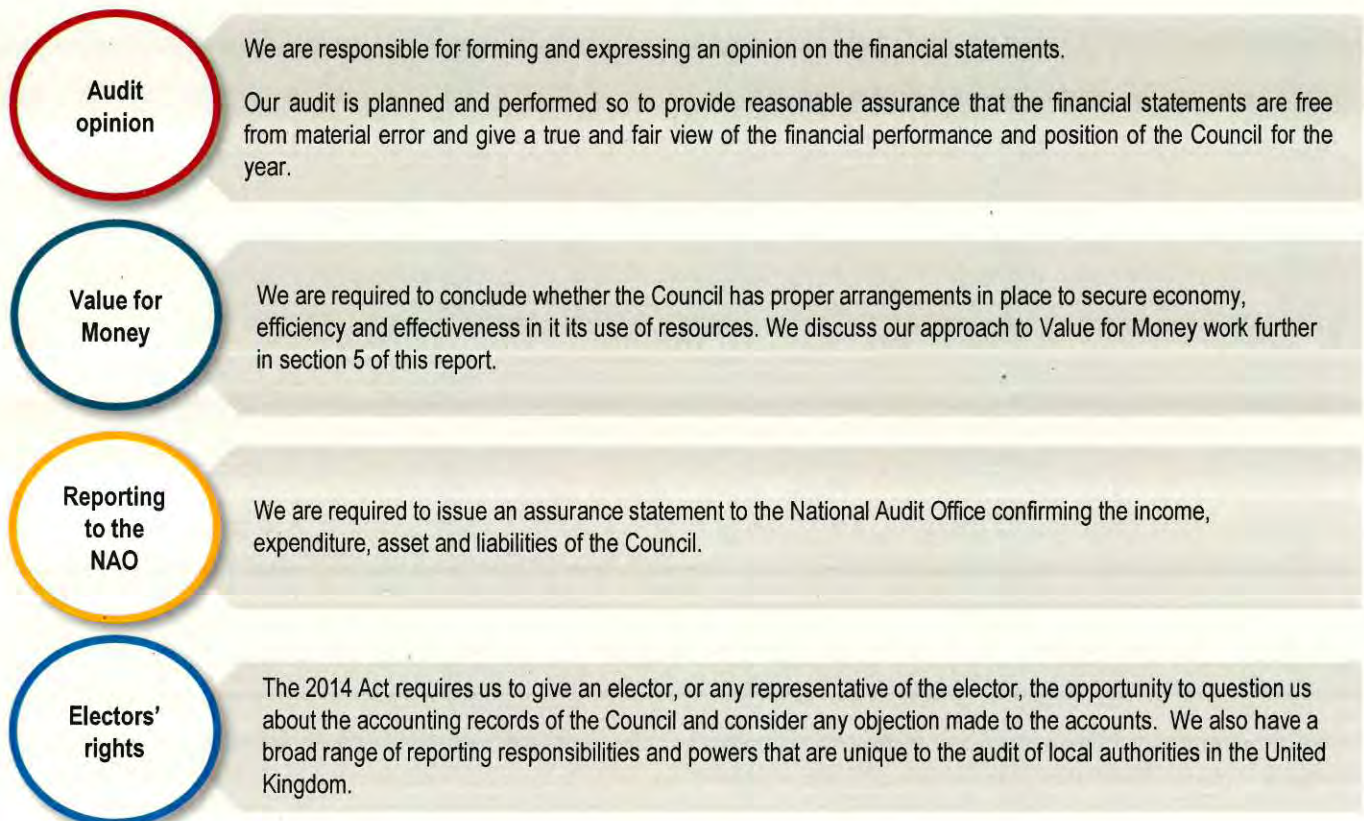 Audit
opinion
We are responsible for forming and expressing an opinion on the financial statements.
Our audit is planned and performed so to provide reasonable assurance that the financial statements are free
from material error and give a true and fair view of the financial performance and position of the Council for the
year.
Value for
Money
We are required to conclude whether the Council has proper arrangements in place to secure economy,
efficiency and effectiveness in it its use of resources. We discuss our approach to Value for Money work further
in section 5 of this report.
Reporting
to the
NAO
We are required to issue an assurance statement to the National Audit Office confirming the income,
expenditure, asset and liabilities of the Council.
Electors'
rights
The 2014 Act requires us to give an elector, or any representative of the elector, the opportunity to question us
about the accounting records of the Council and consider any objection made to the accounts. We also have a
broad range of reporting responsibilities and powers that are unique to the audit of local authorities in the United
Kingdom.